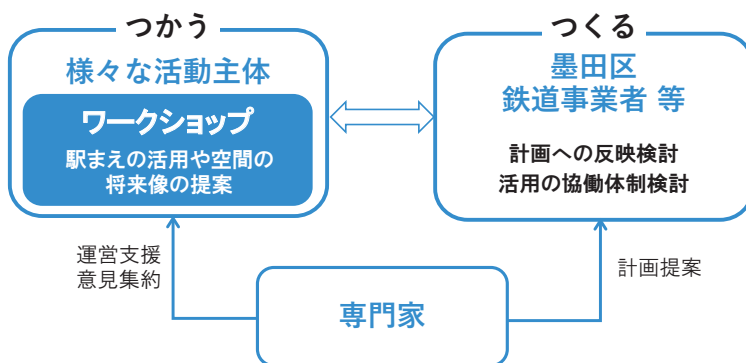 つかう
様々な活動主体
ワークショップ
駅まえの活用や空間の
将来像の提案
つくる
墨田区
鉄道事業者 等
計画への反映検討
活用の協働体制検討
運営支援
意見集約
計画提案
専門家